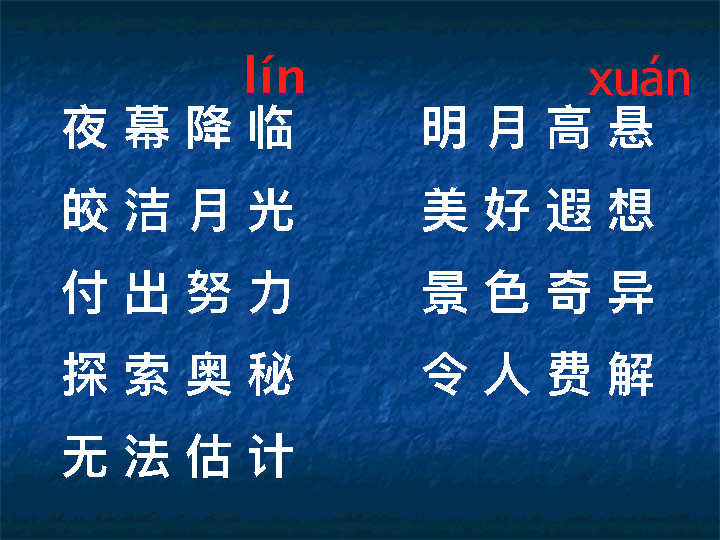 lín xuán
夜幕降临 明月高悬
皎洁月光 美好遐想
付出努力 景色奇异
探索奥秘 令人费解
无法估计